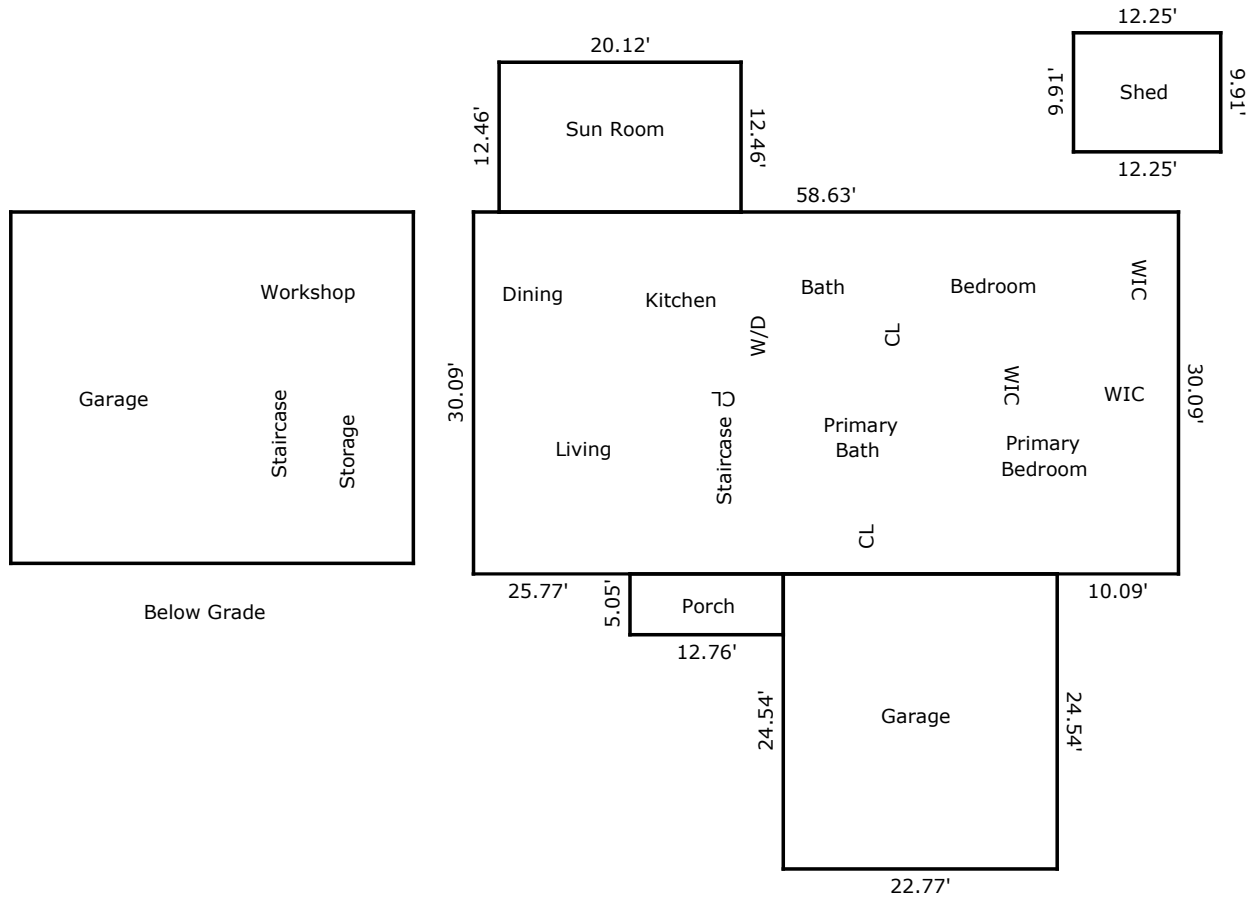 12.25'
20.12'
9.91'
9.91'
Shed
12.46'
Sun Room
12.46'
12.25'
58.63'
Workshop
Garage
Staircase
Storage
Below Grade
Dining
Kitchen
W/D
Bath
CL
Bedroom
WIC
30.09'
30.09'
CL
WIC
WIC
Living
Staircase
Primary
Bath
Primary
Bedroom
CL
25.77'
5.05'
Porch
12.76'
10.09'
24.54'
Garage
24.54'
22.77'